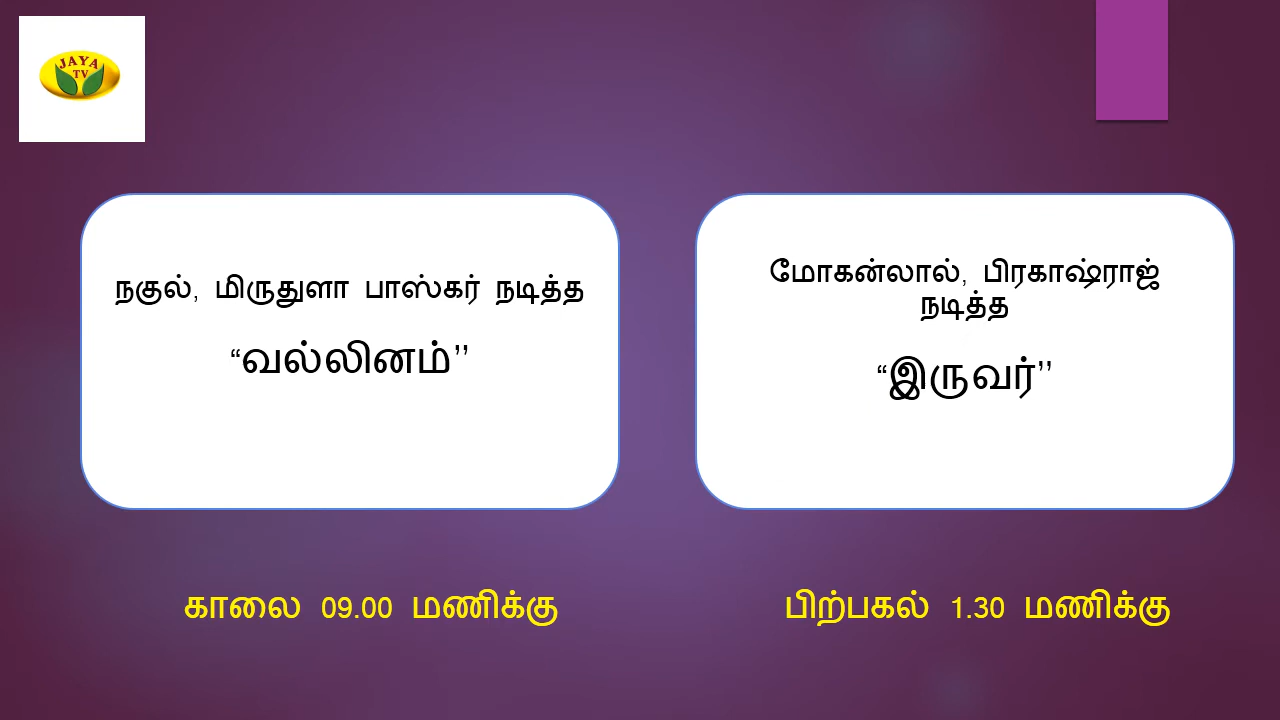 JAYA
TV
நகுல், மிருதுளா பாஸ்கர் நடித்த
“வல்லினம்’’
மோகன்லால், பிரகாஷ்ராஜ்
நடித்த
“இருவர்’’
காலை 09.00 மணிக்கு
பிற்பகல் 1.30 மணிக்கு